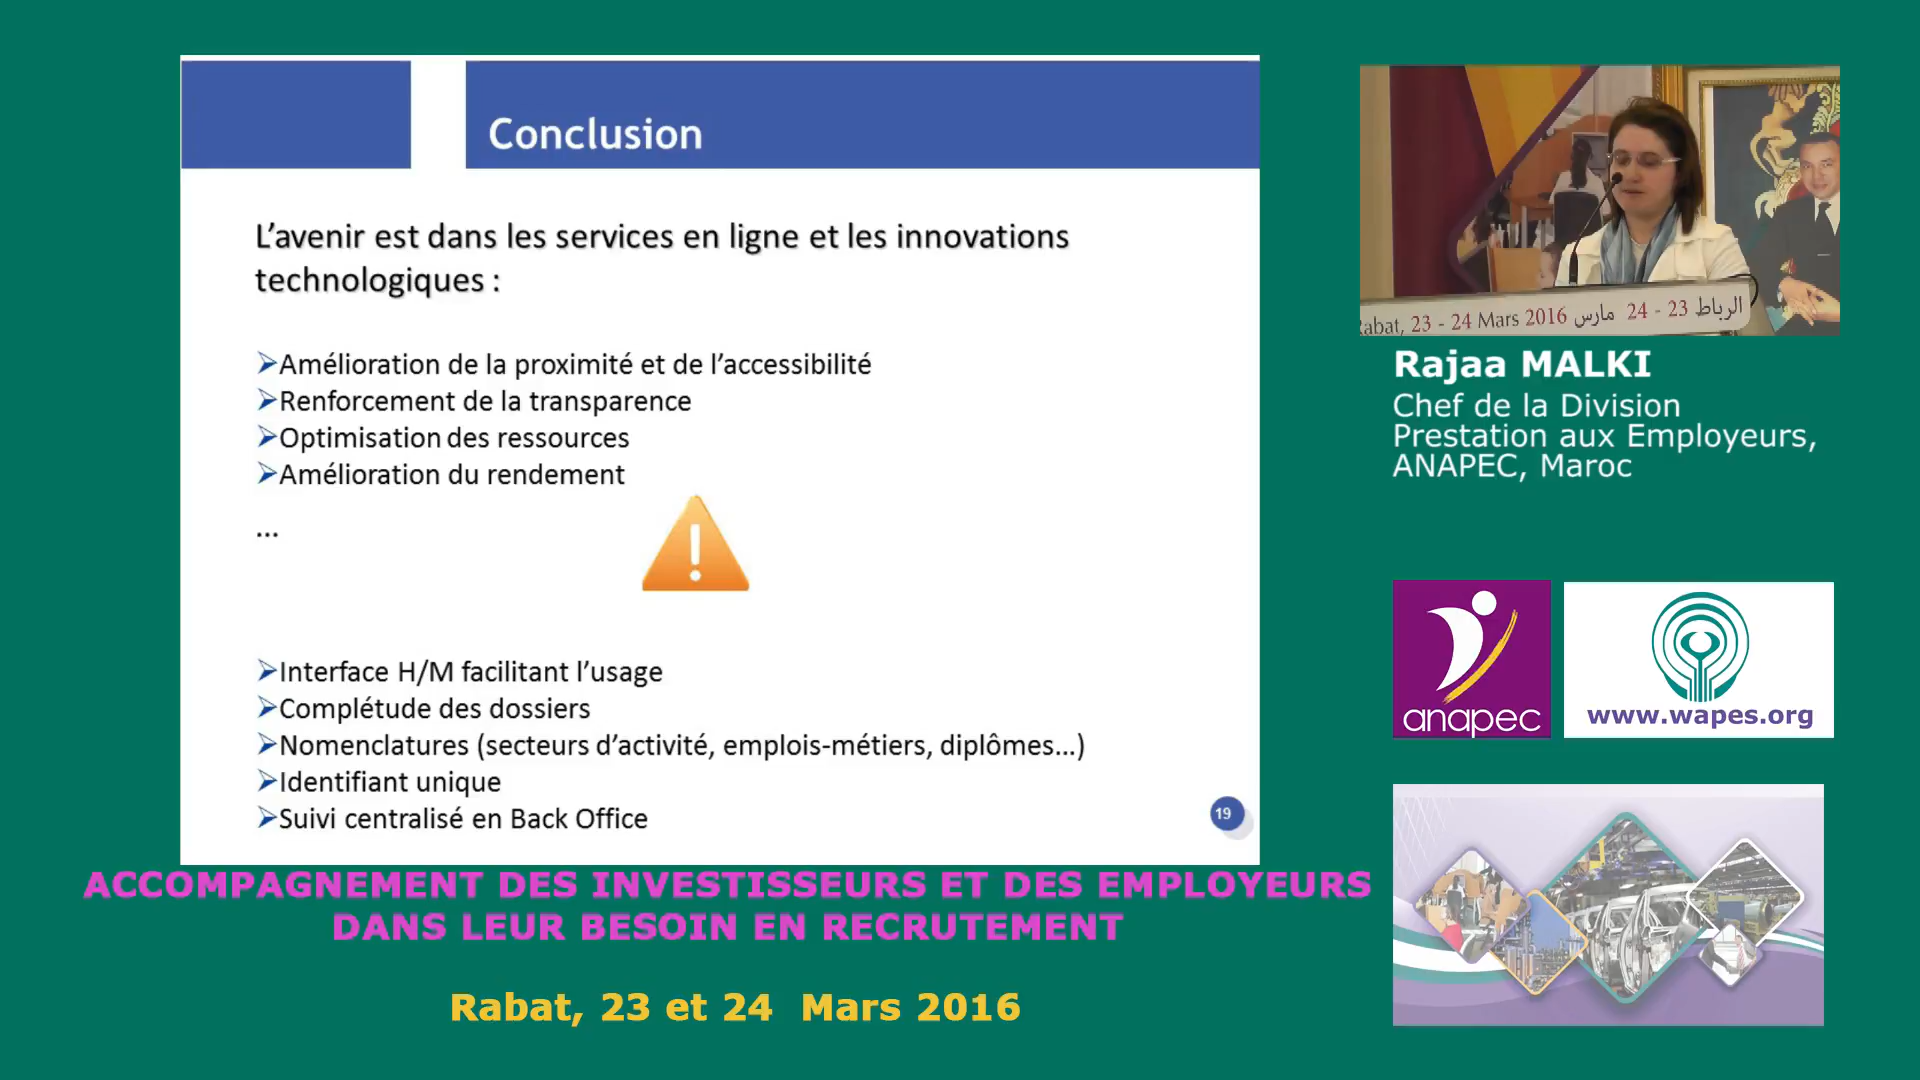 Conclusion
L’avenir est dans les services en ligne et les innovations
technologiques :
➢Amélioration de la proximité et de l’accessibilité
➢Renforcement de la transparence
➢Optimisation des ressources
➢Amélioration du rendement
...
➢Interface H/M facilitant l’usage
➢Complétude des dossiers
➢Nomenclatures (secteurs d’activité, emplois-métiers, diplômes...)
➢Identifiant unique
➢Suivi centralisé en Back Office
19
Rabat, 23 - 24 Mars 2016 الرباط 23 - 24 مارس
Rajaa MALKI
Chef de la Division
Prestation aux Employeurs,
ANAPEC, Maroc
anapec
www.wapes.org
ACCOMPAGNEMENT DES INVESTISSEURS ET DES EMPLOYEURS
DANS LEUR BESOIN EN RECRUTEMENT
Rabat, 23 et 24 Mars 2016